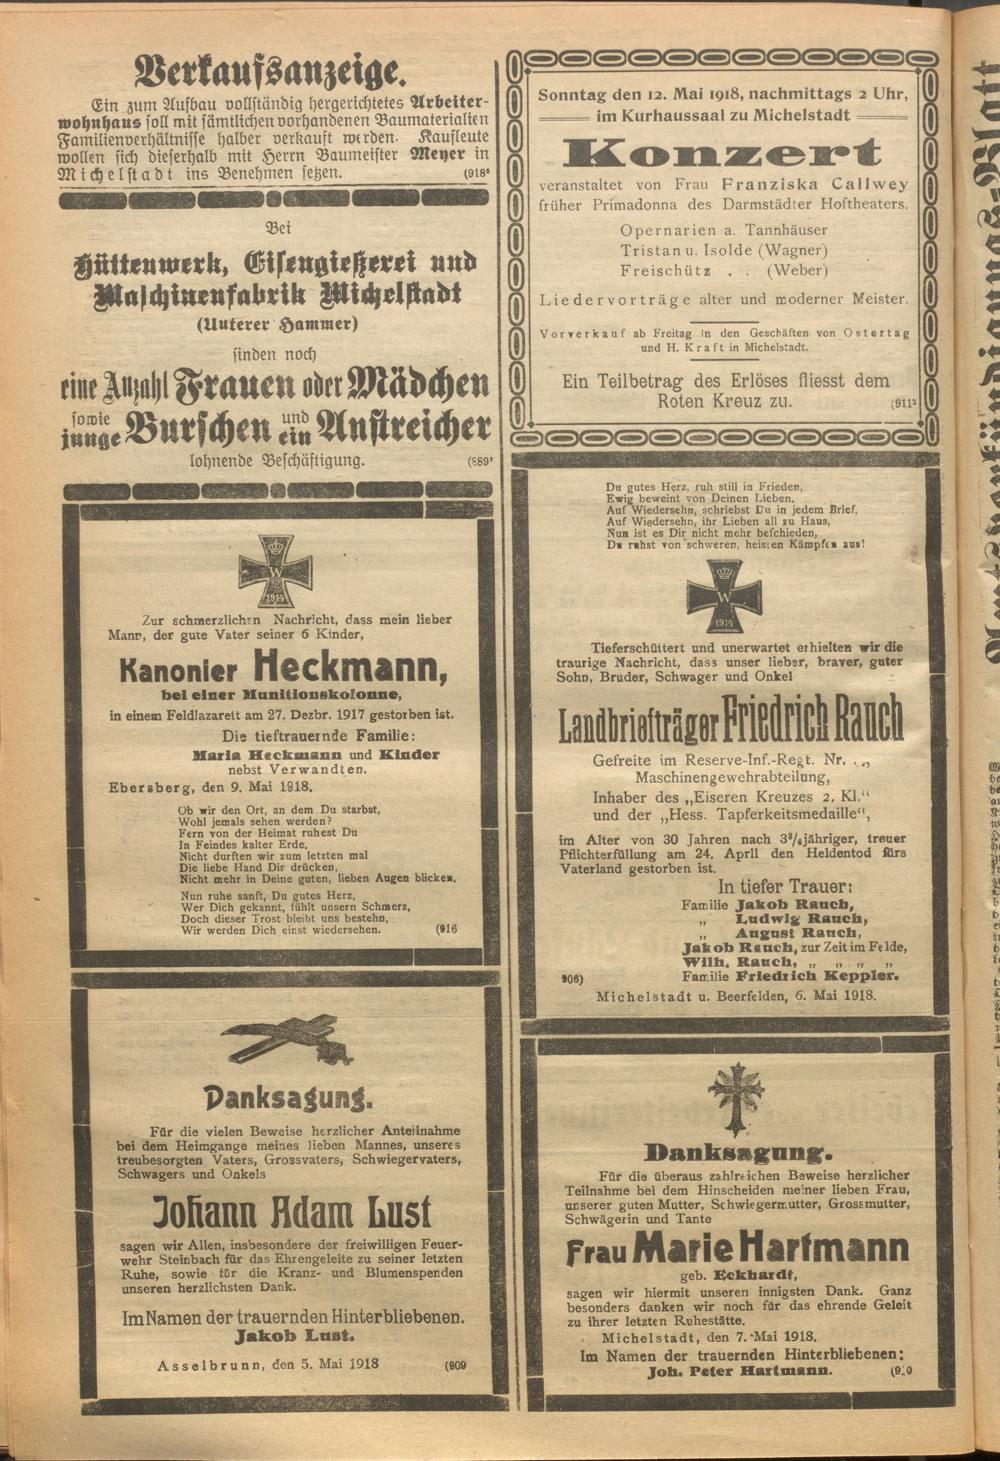 Verkaufsanzeige.
Ein zum Aufbau vollständig hergerichtetes Arbeiter-
wohnhaus soll mit sämtlichen vorhandenen Baumaterialien
Familienverhältnisse halber verkauft werden. Kaufleute
wollen sich dieserhalb mit Herrn Baumeister Meyer in
Michelstadt ins Benehmen setzen. (918²
Bei
Hüttenwerk, Eisengießerei und
Maschinenfabrik Michelstadt
(Unterer Hammer)
finden noch
eine Anzahl Frauen oder Mädchen
sowie junge Burschen und ein Anstreicher
lohnende Beschäftigung. (889³
W
1914
Zur schmerzlichen Nachricht, dass mein lieber
Mann, der gute Vater seiner 6 Kinder,
Kanonier Heckmann,
bei einer Munitionskolonne,
in einem Feldlazarett am 27. Dezbr. 1917 gestorben ist.
Die tieftrauernde Familie:
Maria Heckmann und Kinder
nebst Verwandten.
Ebersberg, den 9. Mai 1918.
Ob wir den Ort, an dem Du starbst,
Wohl jemals sehen werden?
Fern von der Heimat ruhest Du
In Feindes kalter Erde,
Nicht durften wir zum letzten mal
Die liebe Hand Dir drücken,
Nicht mehr in Deine guten, lieben Augen blicken.
Nun ruhe sanft, Du gutes Herz,
Wer Dich gekannt, fühlt unsern Schmerz,
Doch dieser Trost bleibt uns bestehn,
Wir werden Dich einst wiedersehen. (916
Danksagung.
Für die vielen Beweise herzlicher Anteilnahme
bei dem Heimgange meines lieben Mannes, unseres
treubesorgten Vaters, Grossvaters, Schwiegervaters,
Schwagers und Onkels
Johann Adam Lust
sagen wir Allen, insbesondere der freiwilligen Feuer-
wehr Steinbach für das Ehrengeleite zu seiner letzten
Ruhe, sowie für die Kranz- und Blumenspenden
unseren herzlichsten Dank.
Im Namen der trauernden Hinterbliebenen.
Jakob Lust.
Asselbrunn, den 5. Mai 1918 (909
Sonntag den 12. Mai 1918, nachmittags 2 Uhr,
im Kurhaussaal zu Michelstadt
Konzert
veranstaltet von Frau Franziska Callwey
früher Primadonna des Darmstädter Hoftheaters.
Opernarien a. Tannhäuser
Tristan u. Isolde (Wagner)
Freischütz . . (Weber)
Liedervorträge alter und moderner Meister.
Vorverkauf ab Freitag in den Geschäften von Ostertag
und H. Kraft in Michelstadt.
Ein Teilbetrag des Erlöses fliesst dem
Roten Kreuz zu. (911²
Du gutes Herz, ruh still in Frieden,
Ewig beweint von Deinen Lieben.
Auf Wiedersehn, schriebst Du in jedem Brief,
Auf Wiedersehn, ihr Lieben all zu Haus,
Nun ist es Dir nicht mehr beschieden,
Du ruhst von schweren, heisten Kämpfen aus!
W
1914
Tieferschüttert und unerwartet erhielten wir die
traurige Nachricht, dass unser lieber, braver, guter
Sohn, Bruder, Schwager und Onkel
Landbriefträger Friedrich Rauch
Gefreite im Reserve-Inf.-Regt. Nr. . .,
Maschinengewehrabteilung,
Inhaber des „Eiseren Kreuzes 2. Kl.“
und der „Hess. Tapferkeitsmedaille“,
im Alter von 30 Jahren nach 3¾jähriger, treuer
Pflichterfüllung am 24. April den Heldentod fürs
Vaterland gestorben ist.
In tiefer Trauer:
Familie Jakob Rauch,
„ Ludwig Rauch,
„ August Rauch,
Jakob Rauch, zur Zeit im Felde,
Wilh. Rauch, „ „ „ „
906) Familie Friedrich Keppler.
Michelstadt u. Beerfelden, 6. Mai 1918.
Danksagung.
Für die überaus zahlreichen Beweise herzlicher
Teilnahme bei dem Hinscheiden meiner lieben Frau,
unserer guten Mutter, Schwiegermutter, Grossmutter,
Schwägerin und Tante
Frau Marie Hartmann
geb. Eckhardt,
sagen wir hiermit unseren innigsten Dank. Ganz
besonders danken wir noch für das ehrende Geleit
zu ihrer letzten Ruhestätte.
Michelstadt, den 7. Mai 1918.
Im Namen der trauernden Hinterbliebenen:
Joh. Peter Hartmann.